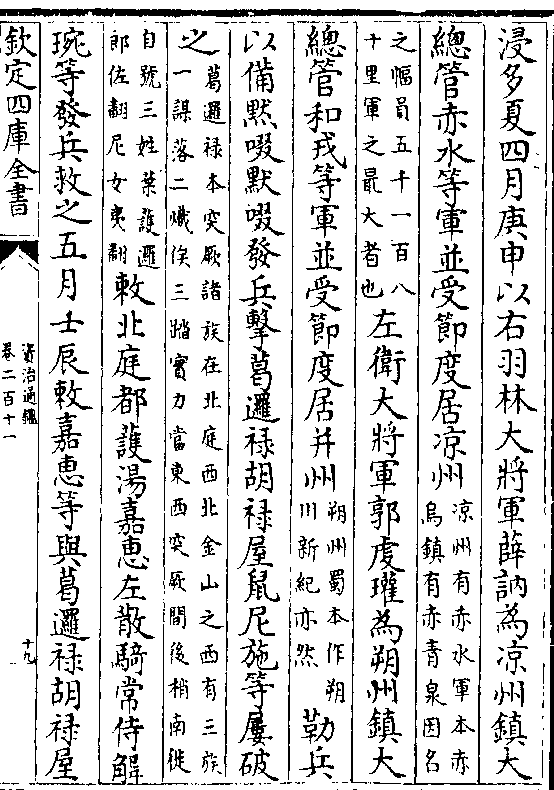 浸多夏四月庚申以右羽林大將軍薛訥為凉州鎮大
總管赤水等軍並受節度居凉州
凉州有赤水軍本赤
烏鎮有赤青泉因名
之幅員五千一百八
十里軍之最大者也
左衛大將軍郭䖍瓘為朔州鎮大
總管和戎等軍並受節度居并州
朔州蜀本作朔
川新紀亦然
勒兵
以備黙啜黙啜發兵擊葛邏禄胡禄屋鼠尼施等屢破
之
葛邏禄本突厥諸族在北庭西北金山之西有三族
一謀落二熾俟三踏實力當東西突厥間後梢南徙
自號三姓葉護邏
郎佐翻尼女夷翻
敕北庭都䕶湯嘉惠左散騎常侍解
琬等發兵救之五月壬辰敕嘉惠等與葛邏禄胡禄屋
欽定四庫全書
資治通鑑
卷二百十一
十九